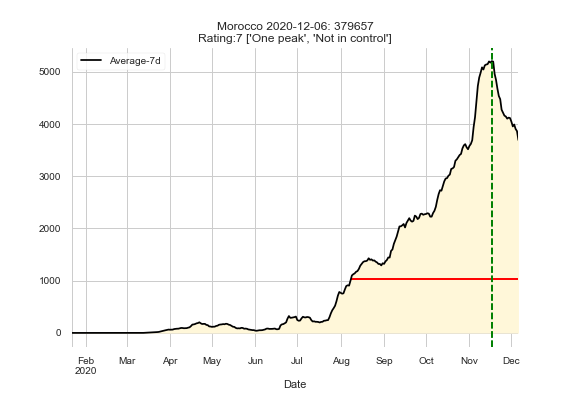 Morocco 2020-12-06: 379657
Rating:7 ['One peak', 'Not in control']
Average-7d
5000
4000
3000
2000
1000
0
Feb Mar Apr May Jun Jul Aug Sep Oct Nov Dec
2020
Date